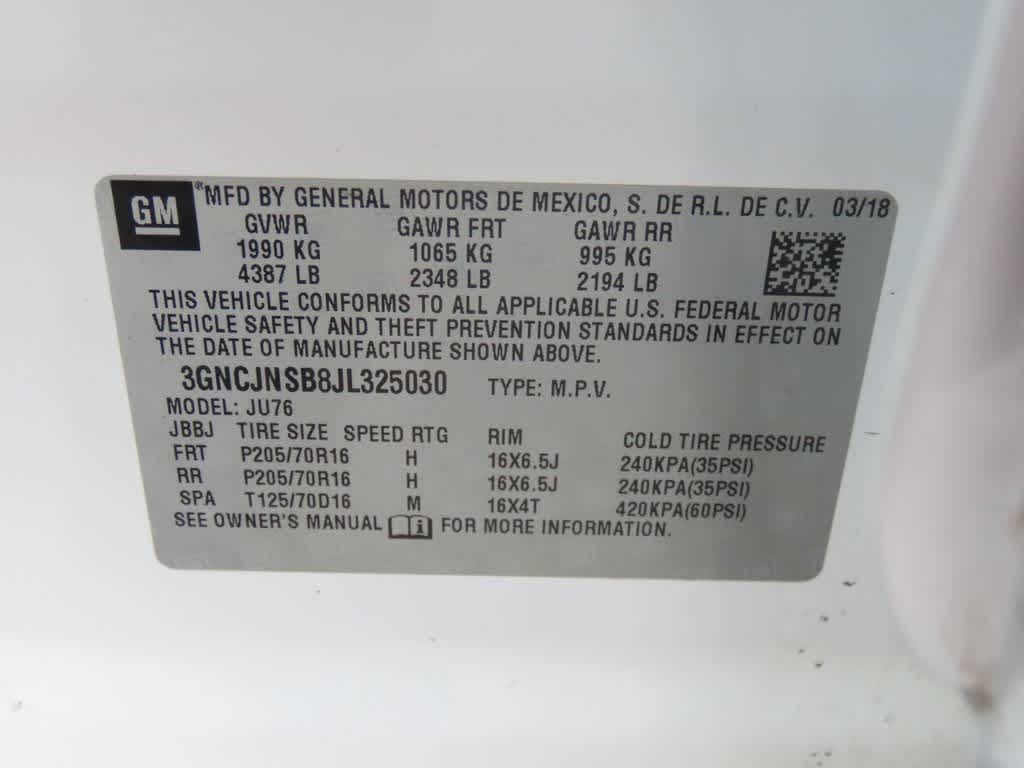 GM ® MFD BY GENERAL MOTORS DE MEXICO, S. DE R.L. DE C.V. 03/18
GVWR GAWR FRT GAWR RR
1990 KG 1065 KG 995 KG
4387 LB 2348 LB 2194 LB
THIS VEHICLE CONFORMS TO ALL APPLICABLE U.S. FEDERAL MOTOR
VEHICLE SAFETY AND THEFT PREVENTION STANDARDS IN EFFECT ON
THE DATE OF MANUFACTURE SHOWN ABOVE.
3GNCJNSB8JL325030 TYPE: M.P.V.
MODEL: JU76
JBBJ TIRE SIZE SPEED RTG RIM COLD TIRE PRESSURE
FRT P205/70R16 H 16X6.5J 240KPA(35PSI)
RR P205/70R16 H 16X6.5J 240KPA(35PSI)
SPA T125/70D16 M 16X4T 420KPA(60PSI)
SEE OWNER'S MANUAL i FOR MORE INFORMATION.